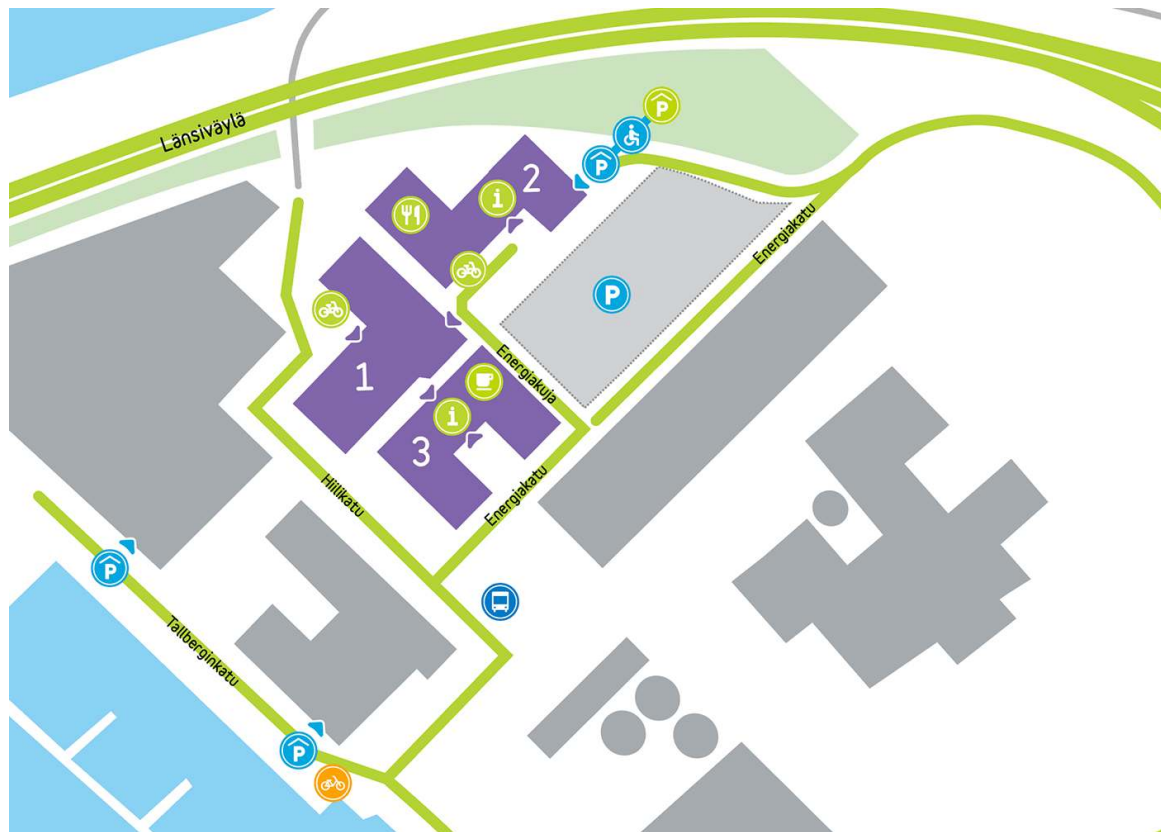 Länsiväylä
P
P
2
i
Energiakatu
P
1
Energiakuja
i
3
Hiilikatu
Energiakatu
P
Tallberginkatu
P